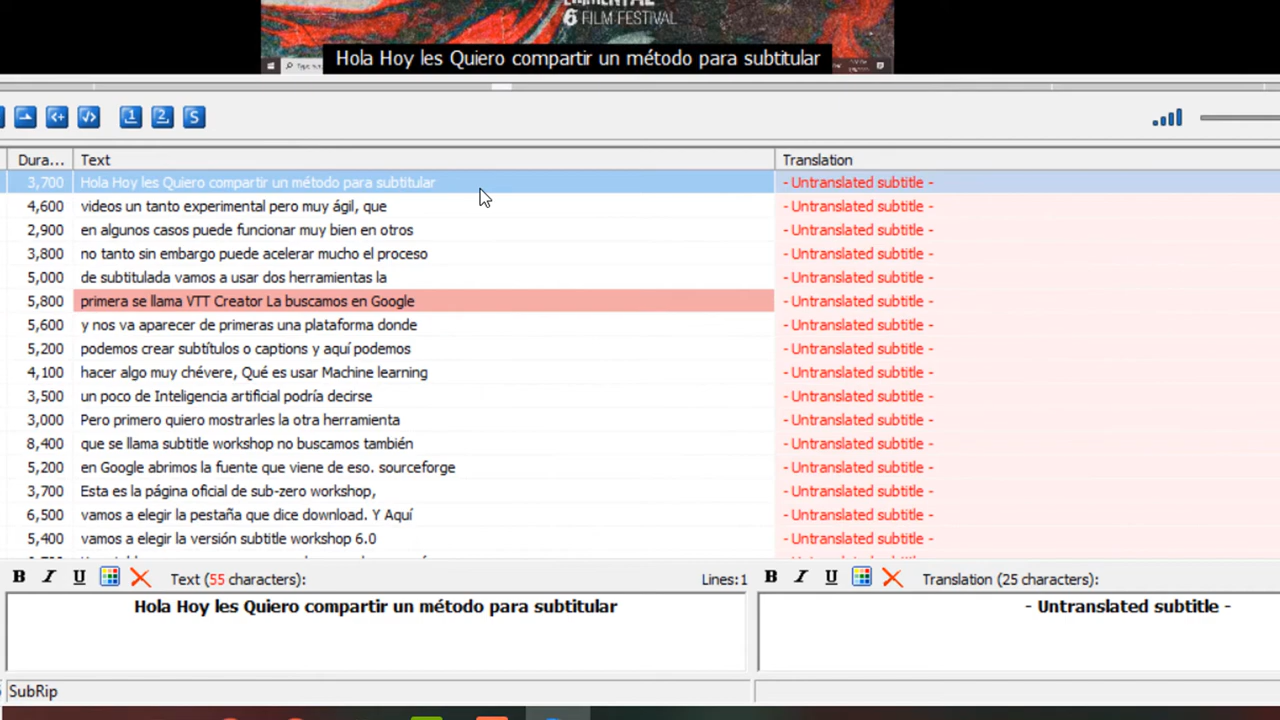 6 FILM FESTIVAL
Hola Hoy les Quiero compartir un método para subtitular
1 2 S
Dura... Text Translation
3,700 Hola Hoy les Quiero compartir un método para subtitular - Untranslated subtitle -
4,600 videos un tanto experimental pero muy ágil, que - Untranslated subtitle -
2,900 en algunos casos puede funcionar muy bien en otros - Untranslated subtitle -
3,800 no tanto sin embargo puede acelerar mucho el proceso - Untranslated subtitle -
5,000 de subtitulada vamos a usar dos herramientas la - Untranslated subtitle -
5,800 primera se llama VTT Creator La buscamos en Google - Untranslated subtitle -
5,600 y nos va aparecer de primeras una plataforma donde - Untranslated subtitle -
5,200 podemos crear subtítulos o captions y aquí podemos - Untranslated subtitle -
4,100 hacer algo muy chévere, Qué es usar Machine learning - Untranslated subtitle -
3,500 un poco de Inteligencia artificial podría decirse - Untranslated subtitle -
3,000 Pero primero quiero mostrarles la otra herramienta - Untranslated subtitle -
8,400 que se llama subtitle workshop no buscamos también - Untranslated subtitle -
5,200 en Google abrimos la fuente que viene de eso. sourceforge - Untranslated subtitle -
3,700 Esta es la página oficial de sub-zero workshop, - Untranslated subtitle -
6,500 vamos a elegir la pestaña que dice download. Y Aquí - Untranslated subtitle -
5,400 vamos a elegir la versión subtitle workshop 6.0 - Untranslated subtitle -
B I U Text (55 characters): Lines:1 B I U Translation (25 characters):
Hola Hoy les Quiero compartir un método para subtitular - Untranslated subtitle -
SubRip